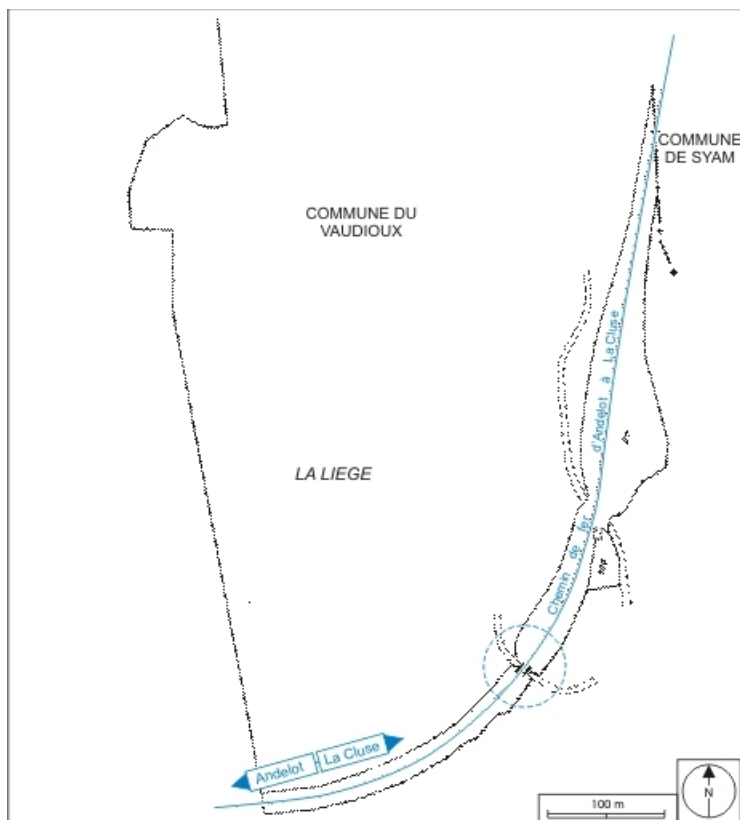 COMMUNE
DE SYAM
COMMUNE DU
VAUDIOUX
d'Andelot à La Cluse
LA LIEGE
Chemin de fer
Andelot
La Cluse
100 m
N